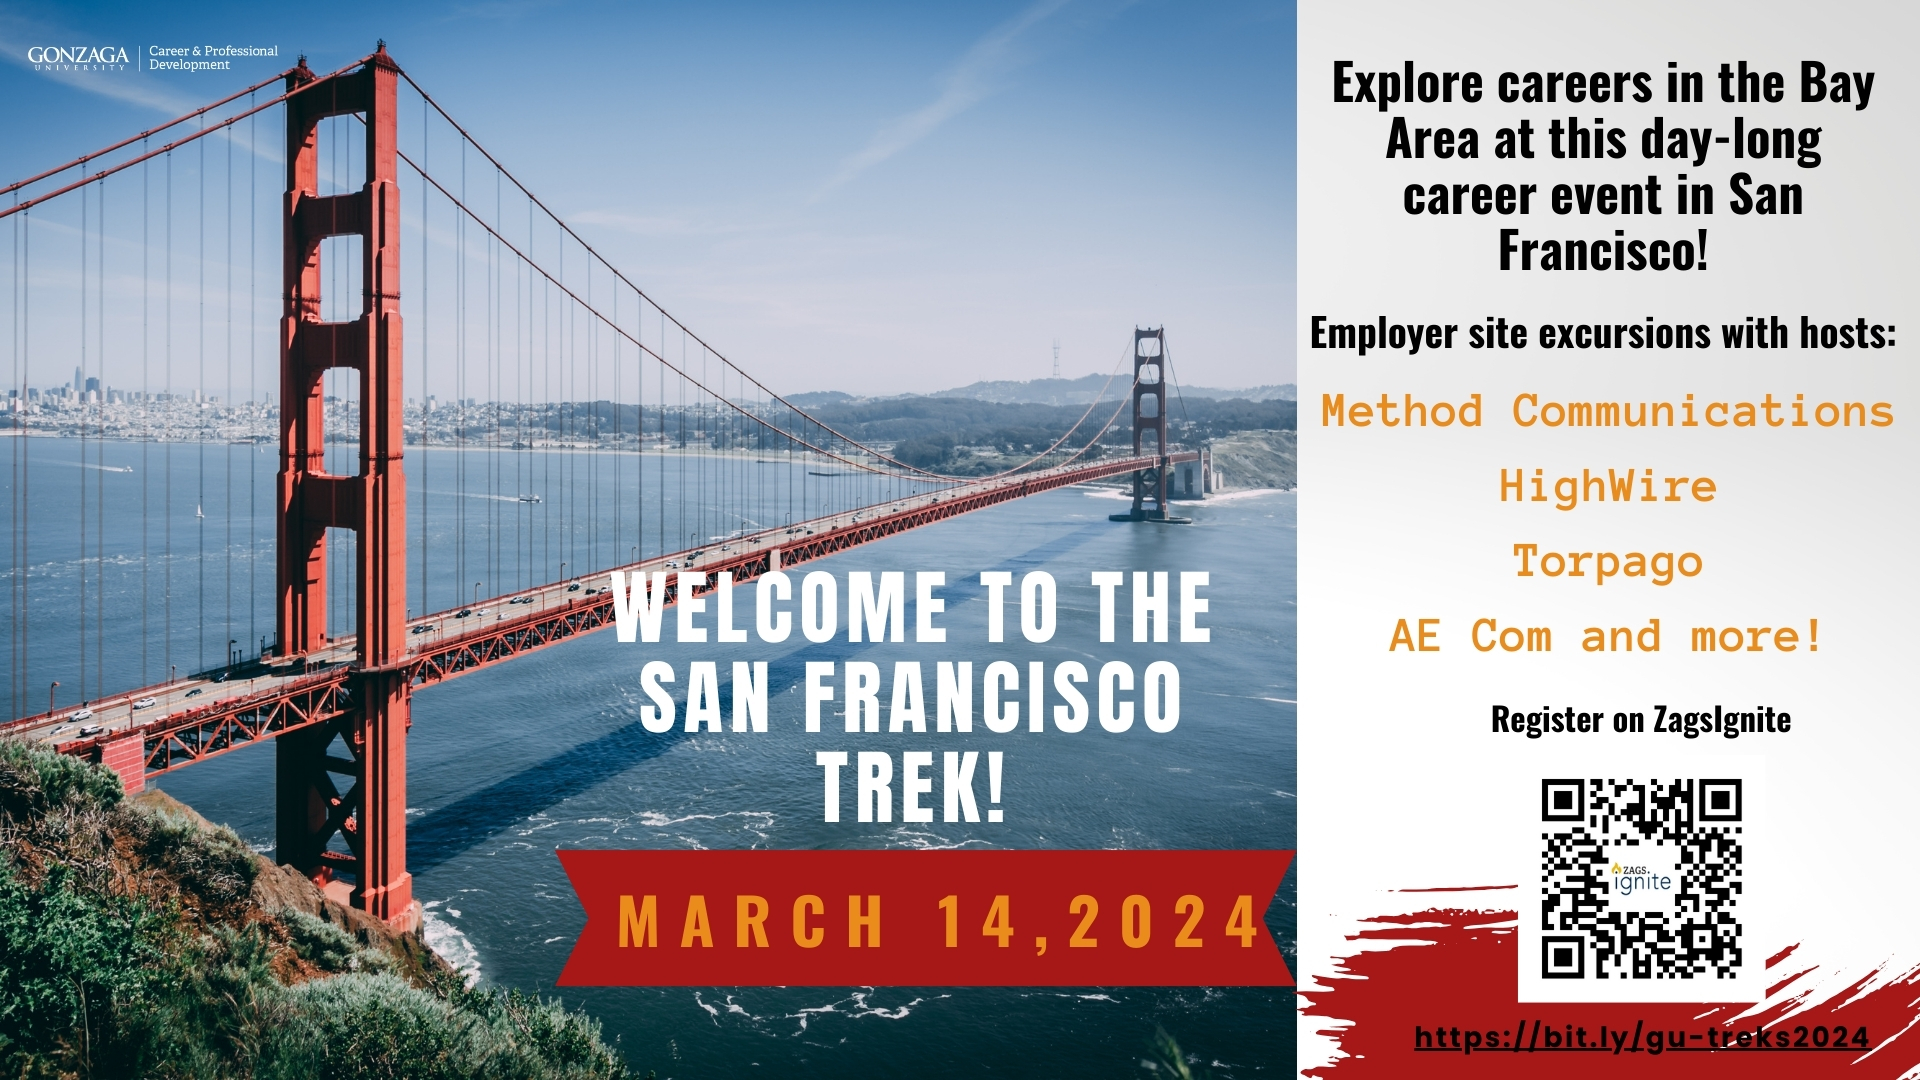 GONZAGA
UNIVERSITY
Career & Professional
Development
WELCOME TO THE
SAN FRANCISCO
TREK!
MARCH 14,2024
Explore careers in the Bay
Area at this day-long
career event in San
Francisco!
Employer site excursions with hosts:
Method Communications
HighWire
Torpago
AE Com and more!
Register on ZagsIgnite
ZAGS.
ignite
https://bit.ly/gu-treks2024